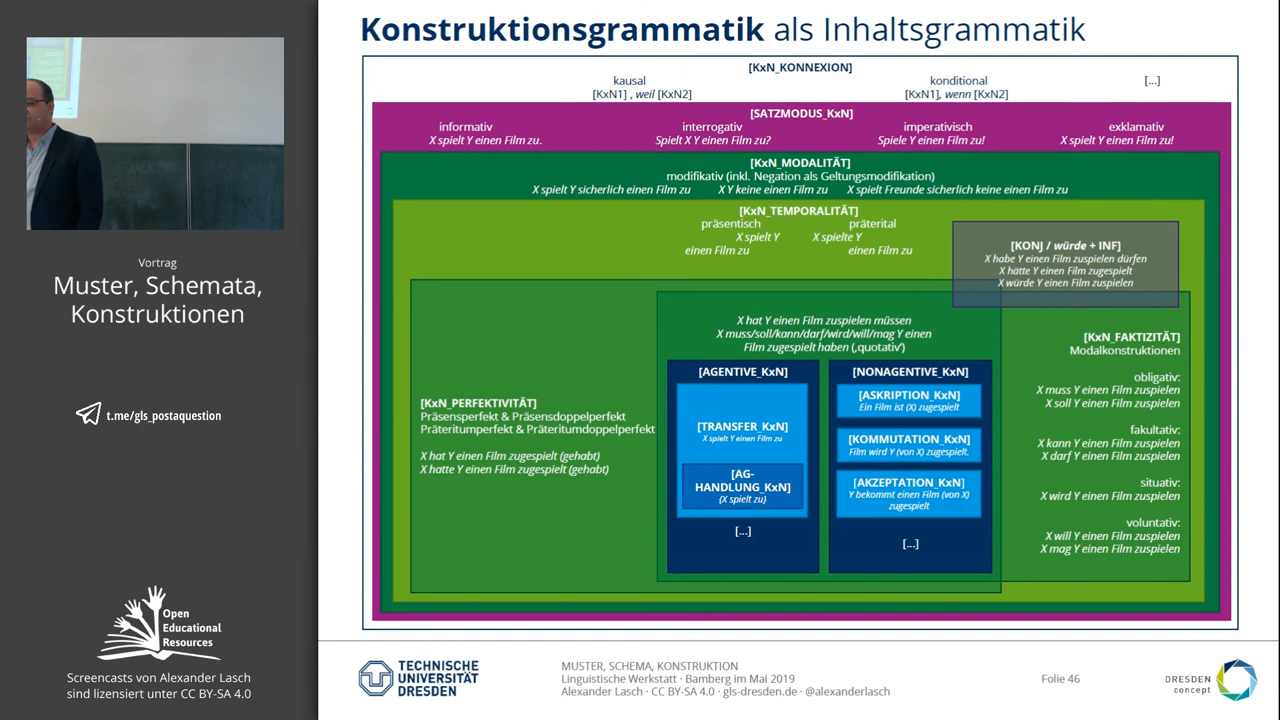 Konstruktionsgrammatik als Inhaltsgrammatik
[KxN_KONNEXION]
kausal
[KxN1] , weil [KxN2]
konditional
[KxN1], wenn [KxN2]
[...]
[SATZMODUS_KxN]
informativ
X spielt Y einen Film zu.
interrogativ
Spielt X Y einen Film zu?
imperativisch
Spiele Y einen Film zu!
exklamativ
X spielt Y einen Film zu!
[KxN_MODALITÄT]
modifikativ (inkl. Negation als Geltungsmodifikation)
X spielt Y sicherlich einen Film zu
X Y keine einen Film zu
X spielt Freunde sicherlich keine einen Film zu
[KxN_TEMPORALITÄT]
präsentisch
X spielt Y
einen Film zu
präterital
X spielte Y
einen Film zu
[KONJ / würde + INF]
X habe Y einen Film zuspielen dürfen
X hätte Y einen Film zugespielt
X würde Y einen Film zuspielen
X hat Y einen Film zuspielen müssen
X muss/soll/kann/darf/wird/will/mag Y einen
Film zugespielt haben (‚quotativ')
[KxN_PERFEKTIVITÄT]
Präsensperfekt & Präsensdoppelperfekt
Präteritumperfekt & Präteritumdoppelperfekt
X hat Y einen Film zugespielt (gehabt)
X hatte Y einen Film zugespielt (gehabt)
[AGENTIVE_KxN]
[TRANSFER_KxN]
X spielt Y einen Film zu
[AG-
HANDLUNG_KxN]
{X spielt zu}
[...]
[NONAGENTIVE_KxN]
[ASKRIPTION_KxN]
Ein Film ist (X) zugespielt
[KOMMUTATION_KxN]
Film wird Y (von X) zugespielt.
[AKZEPTATION_KxN]
Y bekommt einen Film (von X)
zugespielt
[...]
[KxN_FAKTIZITÄT]
Modalkonstruktionen
obligativ:
X muss Y einen Film zuspielen
X soll Y einen Film zuspielen
fakultativ:
X kann Y einen Film zuspielen
X darf Y einen Film zuspielen
situativ:
X wird Y einen Film zuspielen
voluntativ:
X will Y einen Film zuspielen
X mag Y einen Film zuspielen
Vortrag
Muster, Schemata,
Konstruktionen
t.me/gls_postaquestion
Open
Educational
Resources
Screencasts von Alexander Lasch
sind lizensiert unter CC BY-SA 4.0
TECHNISCHE
UNIVERSITÄT
DRESDEN
MUSTER, SCHEMA, KONSTRUKTION
Linguistische Werkstatt - Bamberg im Mai 2019
Alexander Lasch · CC BY-SA 4.0 · gls-dresden.de · @alexanderlasch
Folie 46
DRESDEN
concept